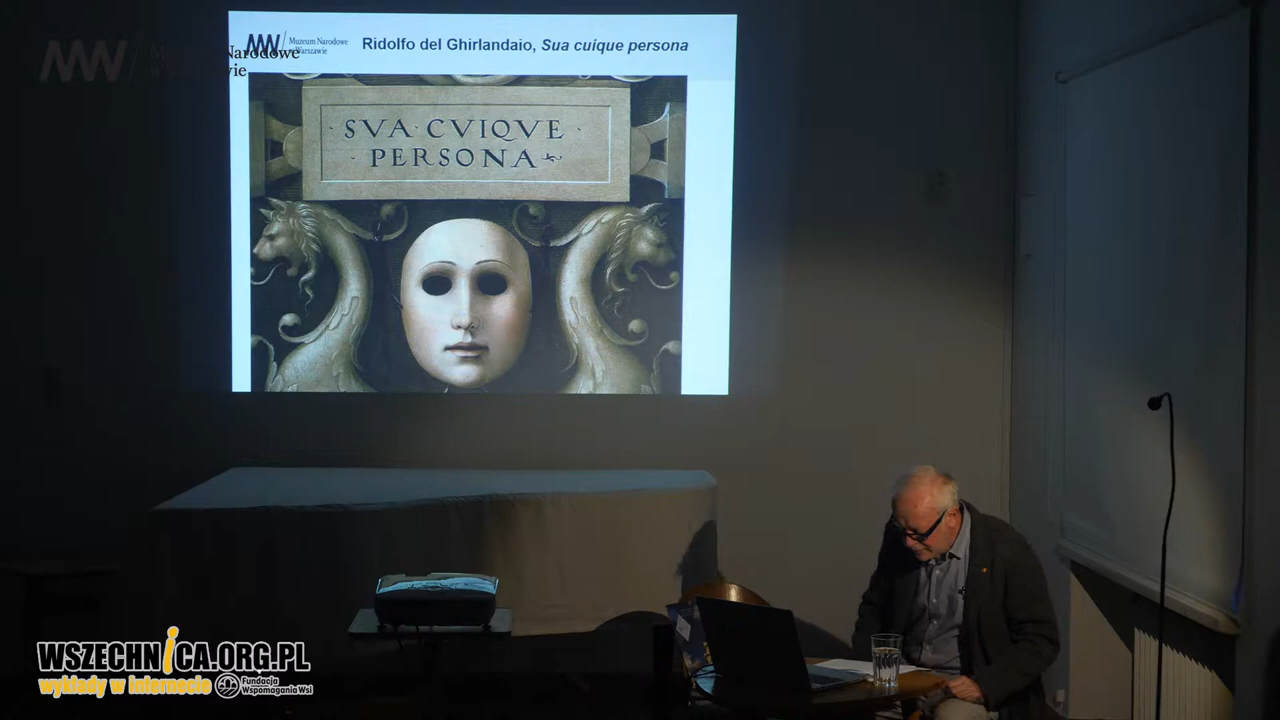 Muzeum Narodowe
w Warszawie
Ridolfo del Ghirlandaio, Sua cuique persona
Narodowe
wie
· SVA · CVIQVE ·
· PERSONA
WSZECHNICA.ORG.PL
wykłady w internecie
Fundacja
Wspomagania Wsi